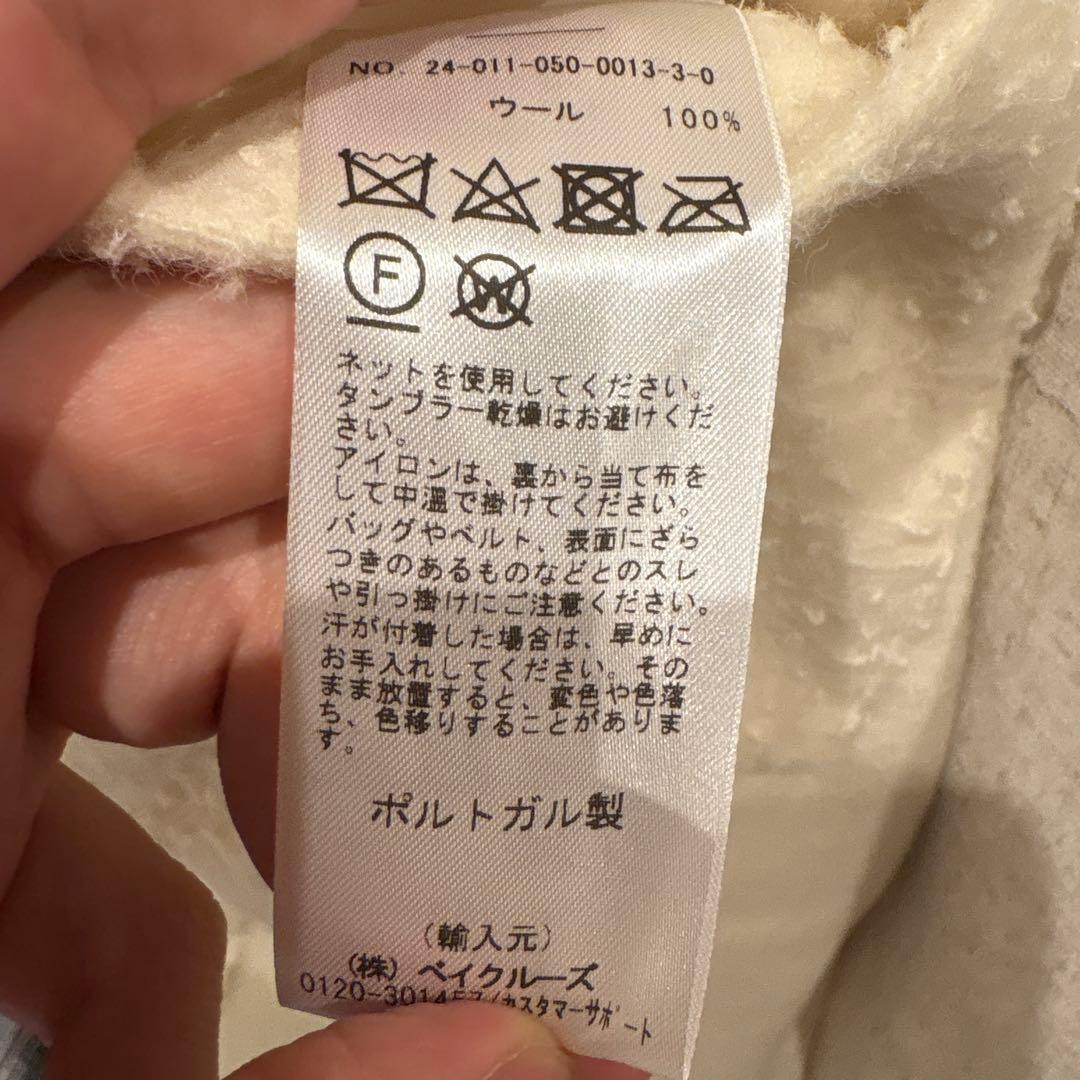 NO. 24-011-050-0013-3-0
ウール 100%
F
W
ネットを使用してください。
タンブラー乾燥はお避けくだ
さい。
アイロンは、裏から当て布を
して中温で掛けてください。
バッグやベルト、表面にざら
つきのあるものなどとのスレ
や引っ掛けにご注意ください。
汗が付着した場合は、早めに
お手入れしてください。その
まま放置すると、変色や色落
ち、色移りすることがありま
す。
ポルトガル製
(輸入元)
(株) ベイクルーズ
0120-301457/カスタマーサポート